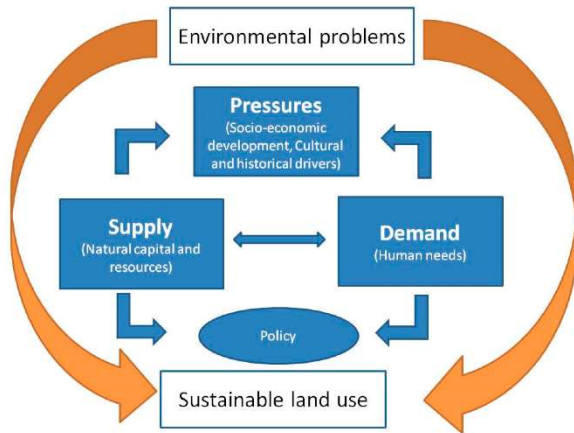 Environmental problems
Pressures
(Socio-economic
development, Cultural
and historical drivers)
Supply
(Natural capital and
resources)
Demand
(Human needs)
Policy
Sustainable land use